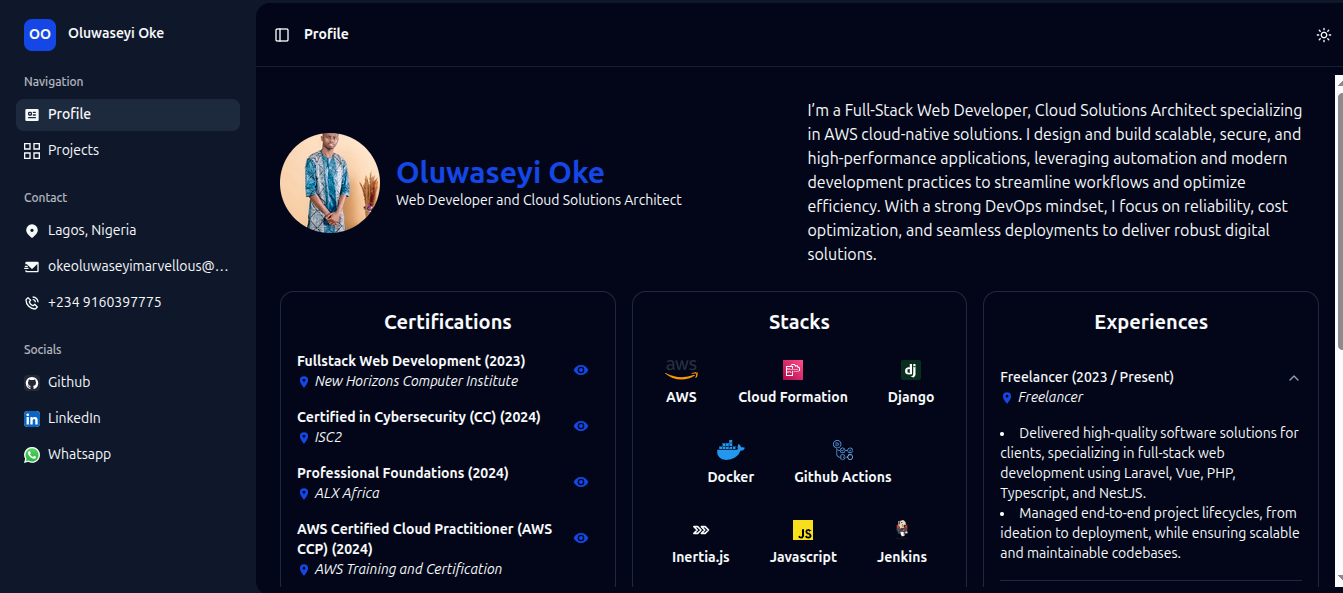 OO
Oluwaseyi Oke
Navigation
Profile
Projects
Contact
Lagos, Nigeria
okeoluwaseyimarvellous@...
+234 9160397775
Socials
Github
LinkedIn
Whatsapp
Profile
Oluwaseyi Oke
Web Developer and Cloud Solutions Architect
I'm a Full-Stack Web Developer, Cloud Solutions Architect specializing
in AWS cloud-native solutions. I design and build scalable, secure, and
high-performance applications, leveraging automation and modern
development practices to streamline workflows and optimize
efficiency. With a strong DevOps mindset, I focus on reliability, cost
optimization, and seamless deployments to deliver robust digital
solutions.
Certifications
Fullstack Web Development (2023)
New Horizons Computer Institute
Certified in Cybersecurity (CC) (2024)
ISC2
Professional Foundations (2024)
ALX Africa
AWS Certified Cloud Practitioner (AWS
CCP) (2024)
AWS Training and Certification
Stacks
aws
AWS
Cloud Formation
dj
Django
Docker
Github Actions
Inertia.js
JS
Javascript
Jenkins
Experiences
Freelancer (2023 / Present)
Freelancer
• Delivered high-quality software solutions for
clients, specializing in full-stack web
development using Laravel, Vue, PHP,
Typescript, and NestJS.
• Managed end-to-end project lifecycles, from
ideation to deployment, while ensuring scalable
and maintainable codebases.